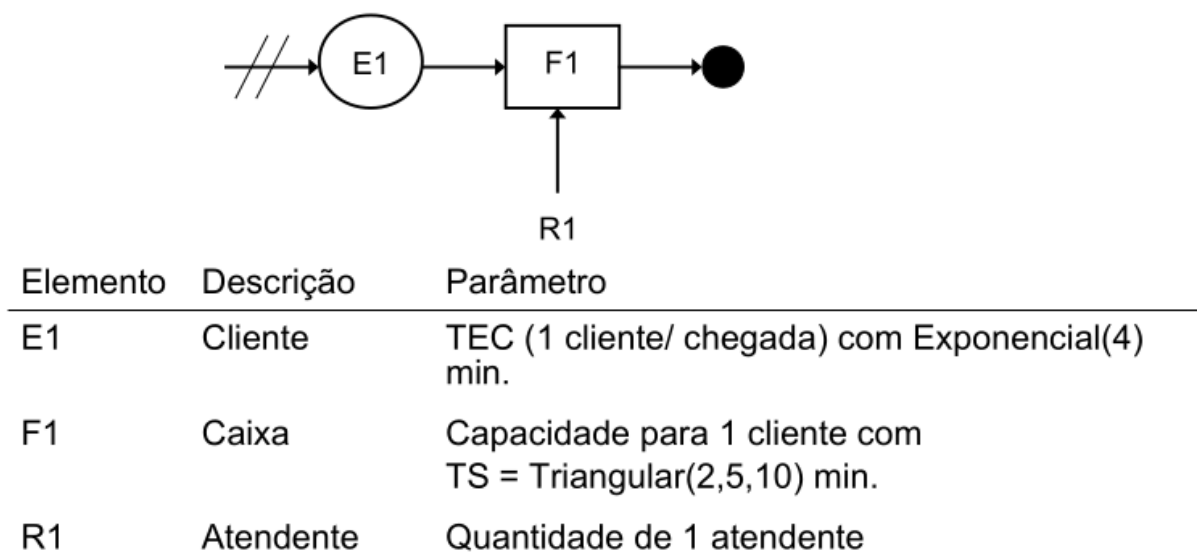 E1
F1
R1
Elemento Descrição Parâmetro
E1 Cliente TEC (1 cliente/ chegada) com Exponencial(4)
min.
F1 Caixa Capacidade para 1 cliente com
TS = Triangular(2,5,10) min.
R1 Atendente Quantidade de 1 atendente